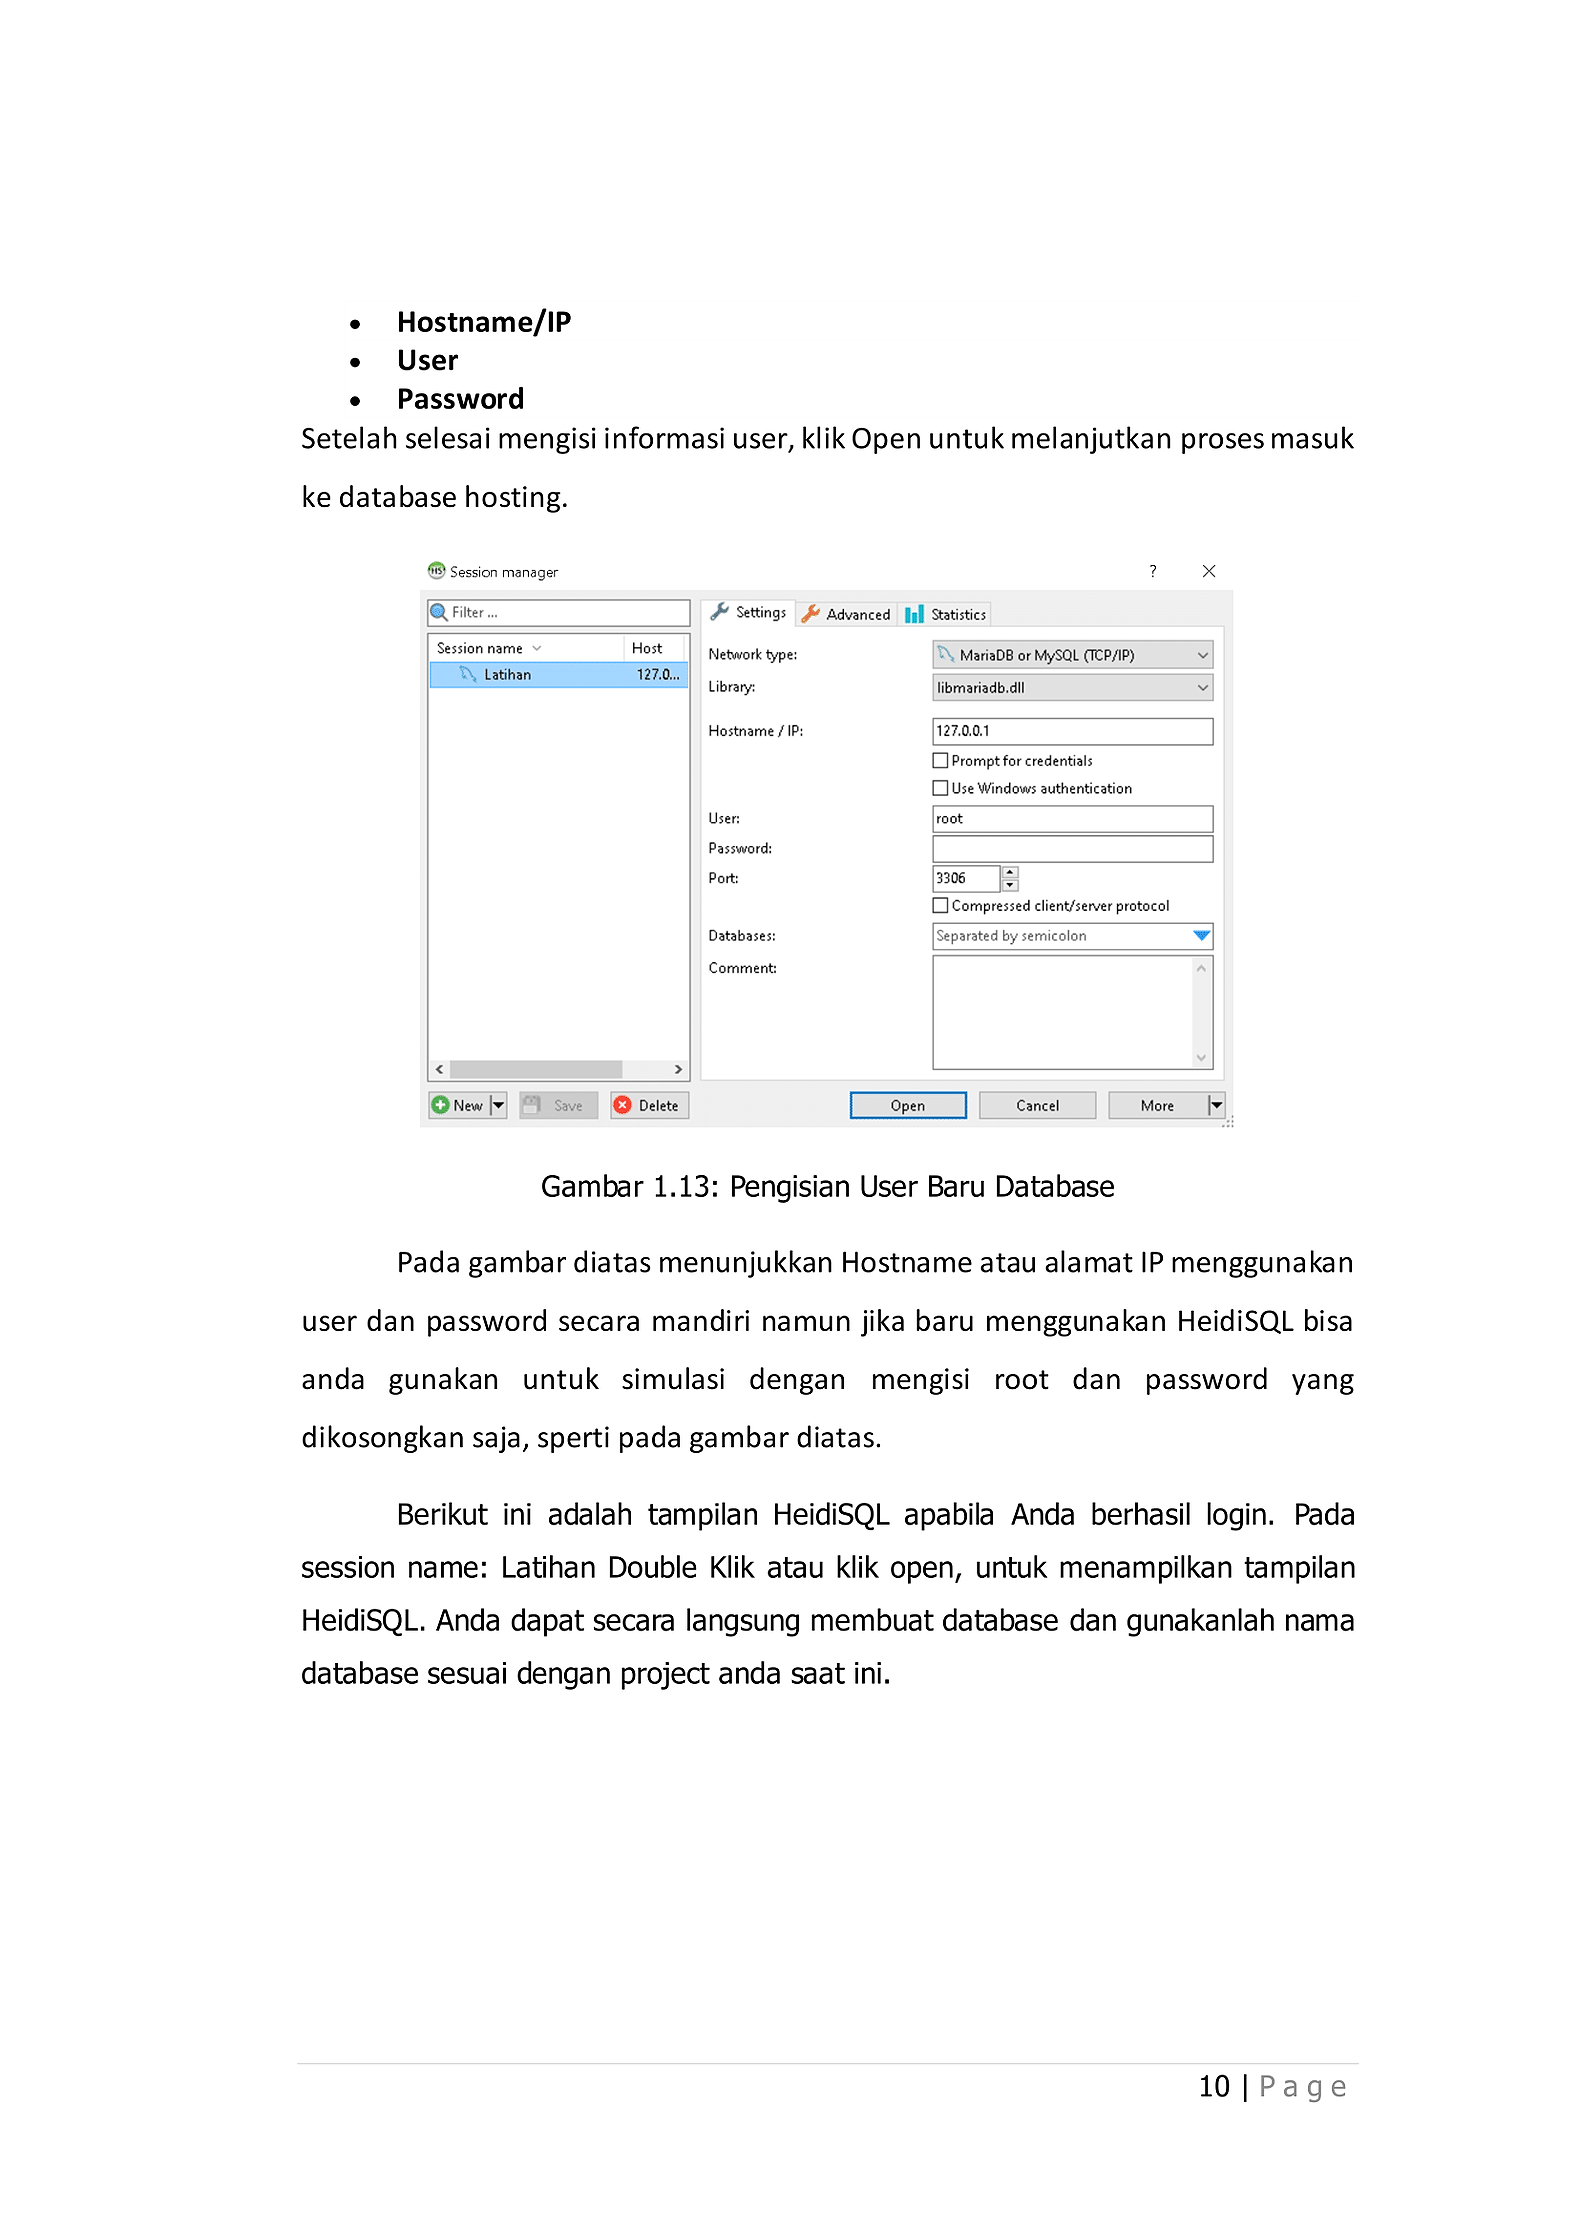 • Hostname/IP
• User
• Password
Setelah selesai mengisi informasi user, klik Open untuk melanjutkan proses masuk
ke database hosting.
Session manager ?
Filter ...
Session name Host
Latihan 127.0...
New Save Delete
Settings Advanced Statistics
Network type: MariaDB or MySQL (TCP/IP)
Library: libmariadb.dll
Hostname / IP: 127.0.0.1
Prompt for credentials
Use Windows authentication
User: root
Password:
Port: 3306
Compressed client/server protocol
Databases: Separated by semicolon
Comment:
Open Cancel More
Gambar 1.13: Pengisian User Baru Database
Pada gambar diatas menunjukkan Hostname atau alamat IP menggunakan
user dan password secara mandiri namun jika baru menggunakan HeidiSQL bisa
anda gunakan untuk simulasi dengan mengisi root dan password yang
dikosongkan saja, sperti pada gambar diatas.
Berikut ini adalah tampilan HeidiSQL apabila Anda berhasil login. Pada
session name: Latihan Double Klik atau klik open, untuk menampilkan tampilan
HeidiSQL. Anda dapat secara langsung membuat database dan gunakanlah nama
database sesuai dengan project anda saat ini.
10 | Page